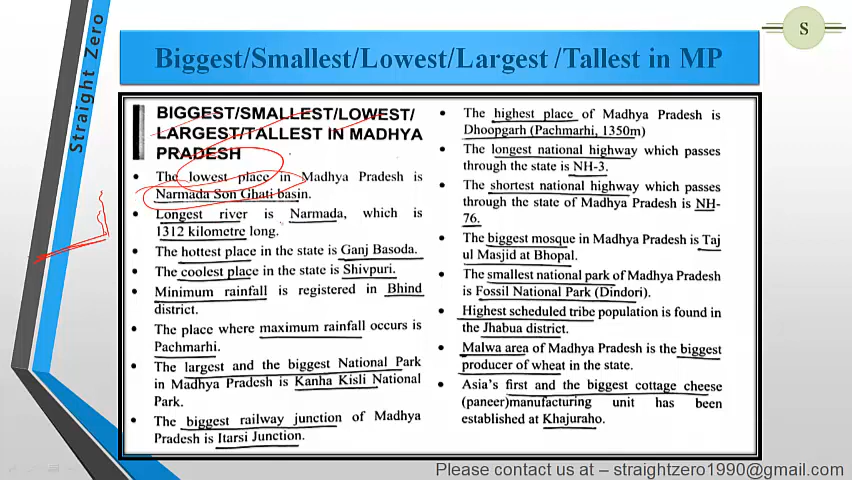 Straight Zero
S
Biggest/Smallest/Lowest/Largest /Tallest in MP
BIGGEST/SMALLEST/LOWEST/
LARGEST/TALLEST IN MADHYA
PRADESH
• The lowest place in Madhya Pradesh is
Narmada Son Ghati basin.
• Longest river is Narmada, which is
1312 kilometre long.
• The hottest place in the state is Ganj Basoda.
• The coolest place in the state is Shivpuri.
• Minimum rainfall is registered in Bhind
district.
• The place where maximum rainfall occurs is
Pachmarhi.
• The largest and the biggest National Park
in Madhya Pradesh is Kanha Kisli National
Park.
• The biggest railway junction of Madhya
Pradesh is Itarsi Junction.
• The highest place of Madhya Pradesh is
Dhoopgarh (Pachmarhi, 1350m)
• The longest national highway which passes
through the state is NH-3.
• The shortest national highway which passes
through the state of Madhya Pradesh is NH-
76.
• The biggest mosque in Madhya Pradesh is Taj
ul Masjid at Bhopal.
• The smallest national park of Madhya Pradesh
is Fossil National Park (Dindori).
• Highest scheduled tribe population is found in
the Jhabua district.
• Malwa area of Madhya Pradesh is the biggest
producer of wheat in the state.
• Asia's first and the biggest cottage cheese
(paneer)manufacturing unit has been
established at Khajuraho.
Please contact us at – straightzero1990@gmail.com